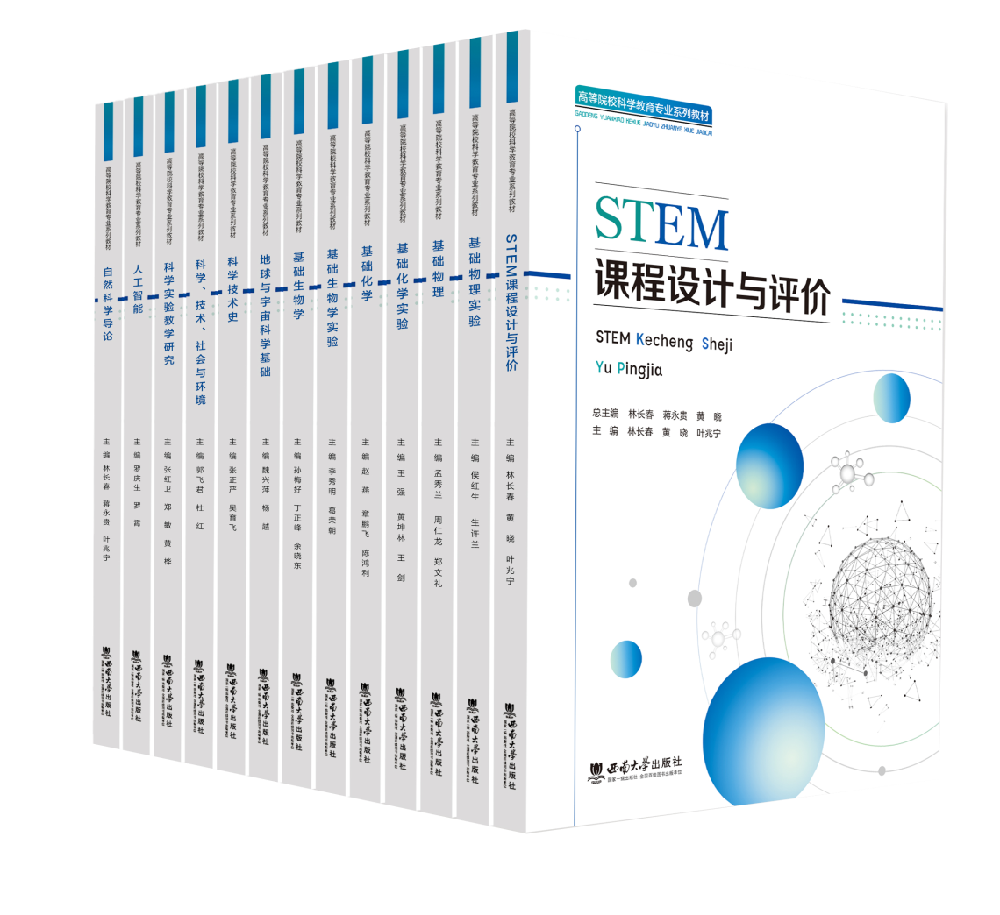 高等院校科学教育专业系列教材
自然科学导论
主 编 林长春 蒋永贵 叶兆宁
西南大学出版社
高等院校科学教育专业系列教材
人工智能
主 编 罗庆生 罗 霄
西南大学出版社
高等院校科学教育专业系列教材
科学实验教学研究
主 编 张红卫 郑 敏 黄 桦
西南大学出版社
高等院校科学教育专业系列教材
科学、技术、社会与环境
主 编 郭飞君 杜 红
西南大学出版社
高等院校科学教育专业系列教材
科学技术史
主 编 张正严 吴育飞
西南大学出版社
高等院校科学教育专业系列教材
地球与宇宙科学基础
主 编 魏兴萍 杨 越
西南大学出版社
高等院校科学教育专业系列教材
基础生物学
主 编 孙梅好 丁正峰 余晓东
西南大学出版社
高等院校科学教育专业系列教材
基础生物学实验
主 编 李秀明 葛荣朝
西南大学出版社
高等院校科学教育专业系列教材
基础化学
主 编 赵 燕 章鹏飞 陈鸿利
西南大学出版社
高等院校科学教育专业系列教材
基础化学实验
主 编 王 强 黄坤林 王 剑
西南大学出版社
高等院校科学教育专业系列教材
基础物理
主 编 孟秀兰 周仁龙 郑文礼
西南大学出版社
高等院校科学教育专业系列教材
基础物理实验
主 编 侯红生 生许兰
西南大学出版社
高等院校科学教育专业系列教材
STEM课程设计与评价
主 编 林长春 黄 晓 叶兆宁
西南大学出版社
高等院校科学教育专业系列教材
GAODENG YUANXIAO KEXUE JIAOYU ZHUANYE XILIE JIAOCAI
STEM
课程设计与评价
STEM Kecheng Sheji
Yu Pingjia
总主编 林长春 蒋永贵 黄 晓
主 编 林长春 黄 晓 叶兆宁
西南大学出版社
国家一级出版社 全国百佳图书出版单位